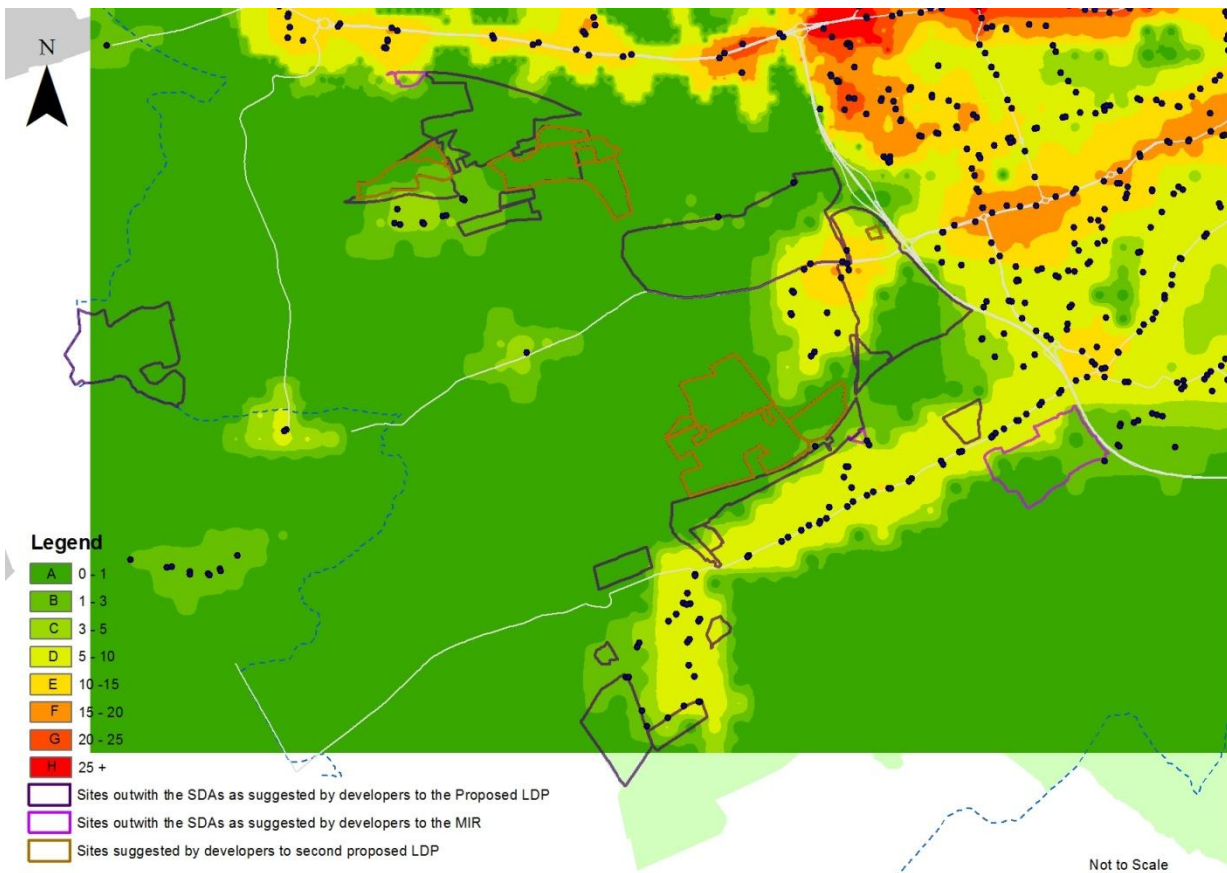 N
Legend
A 0 - 1
B 1 - 3
C 3 - 5
D 5 - 10
E 10 -15
F 15 - 20
G 20 - 25
H 25 +
Sites outwith the SDAs as suggested by developers to the Proposed LDP
Sites outwith the SDAs as suggested by developers to the MIR
Sites suggested by developers to second proposed LDP
Not to Scale